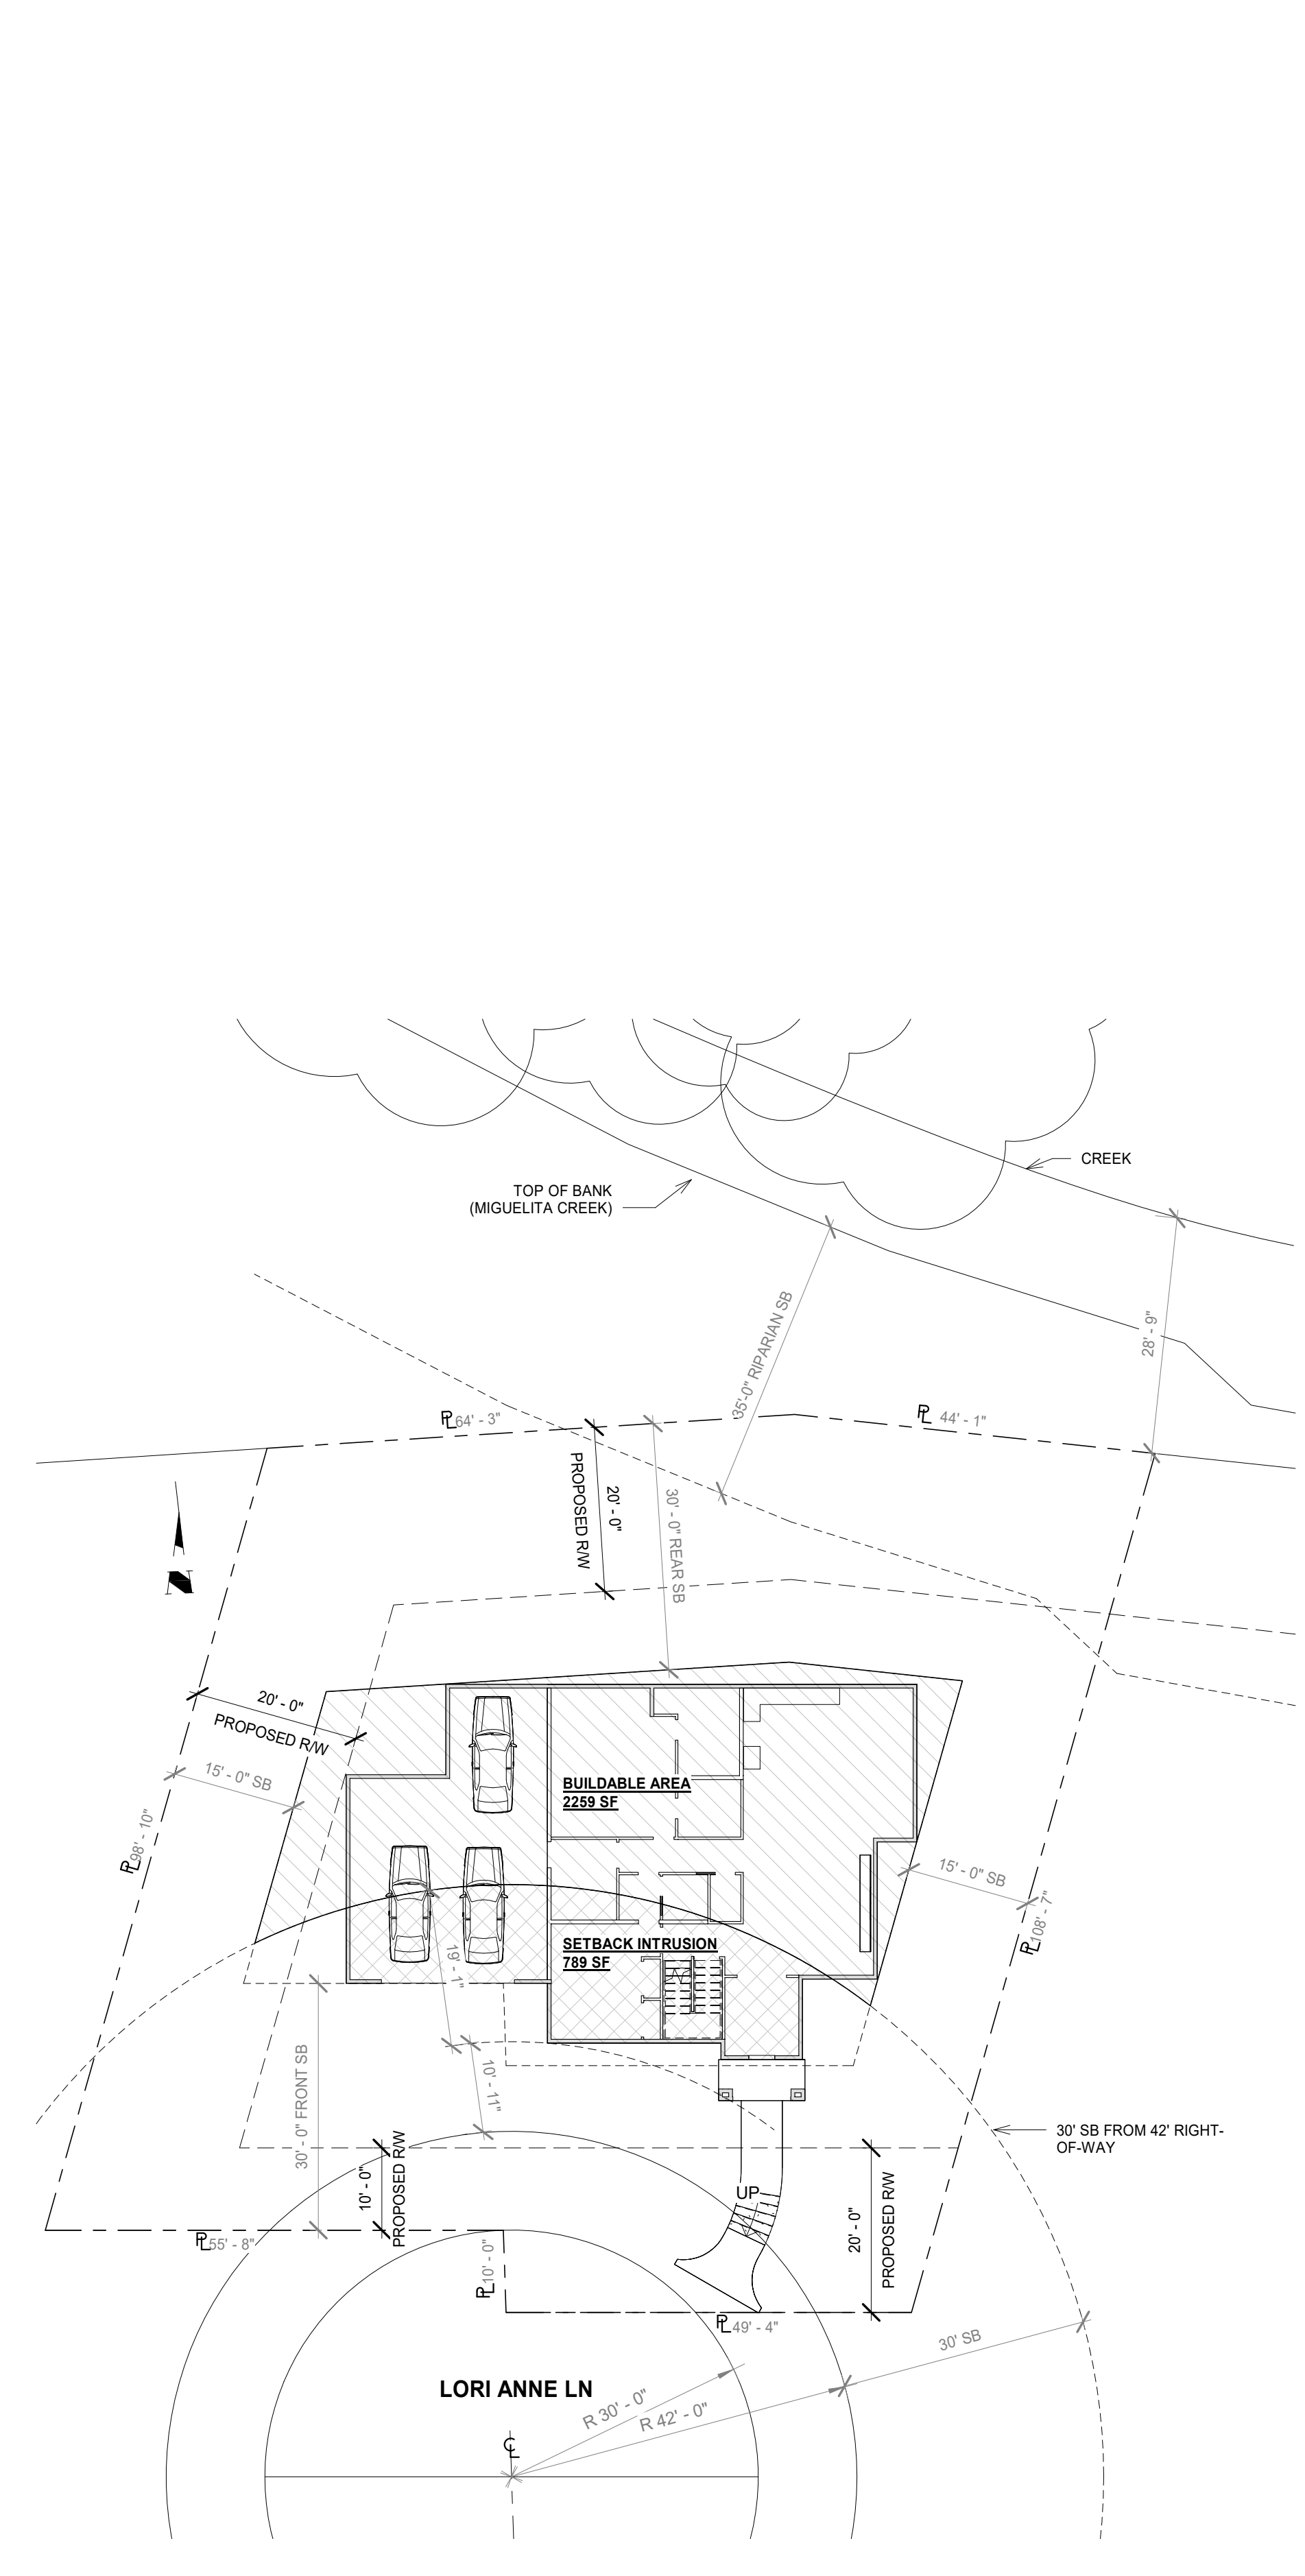 CREEK
TOP OF BANK
(MIGUELITA CREEK)
35'-0" RIPARIAN SB
28' - 9"
PL 64' - 3"
PL 44' - 1"
20' - 0"
PROPOSED R/W
30' - 0" REAR SB
N
20' - 0"
PROPOSED R/W
15' - 0" SB
BUILDABLE AREA
2259 SF
PL 98' - 10"
15' - 0" SB
PL 108' - 7"
SETBACK INTRUSION
789 SF
19' - 1"
10' - 11"
30' - 0" FRONT SB
30' SB FROM 42' RIGHT-
OF-WAY
10' - 0"
PROPOSED R/W
UP
20' - 0"
PROPOSED R/W
PL 55' - 8"
PL 10' - 0"
PL 49' - 4"
30' SB
LORI ANNE LN
R 30' - 0"
R 42' - 0"
CL